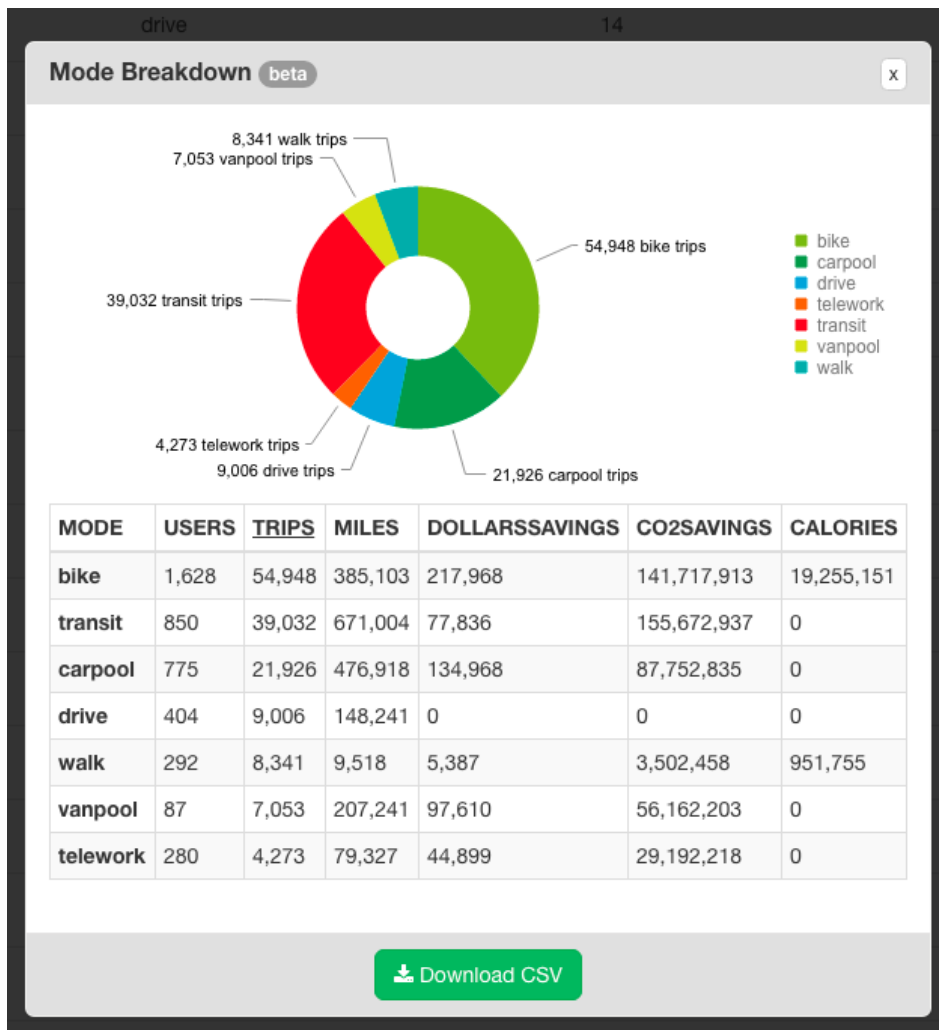 drive 14
Mode Breakdown beta x
8,341 walk trips
7,053 vanpool trips
54,948 bike trips
39,032 transit trips
4,273 telework trips
9,006 drive trips
21,926 carpool trips
bike
carpool
drive
telework
transit
vanpool
walk
MODE USERS TRIPS MILES DOLLARSSAVINGS CO2SAVINGS CALORIES
bike 1,628 54,948 385,103 217,968 141,717,913 19,255,151
transit 850 39,032 671,004 77,836 155,672,937 0
carpool 775 21,926 476,918 134,968 87,752,835 0
drive 404 9,006 148,241 0 0 0
walk 292 8,341 9,518 5,387 3,502,458 951,755
vanpool 87 7,053 207,241 97,610 56,162,203 0
telework 280 4,273 79,327 44,899 29,192,218 0
Download CSV